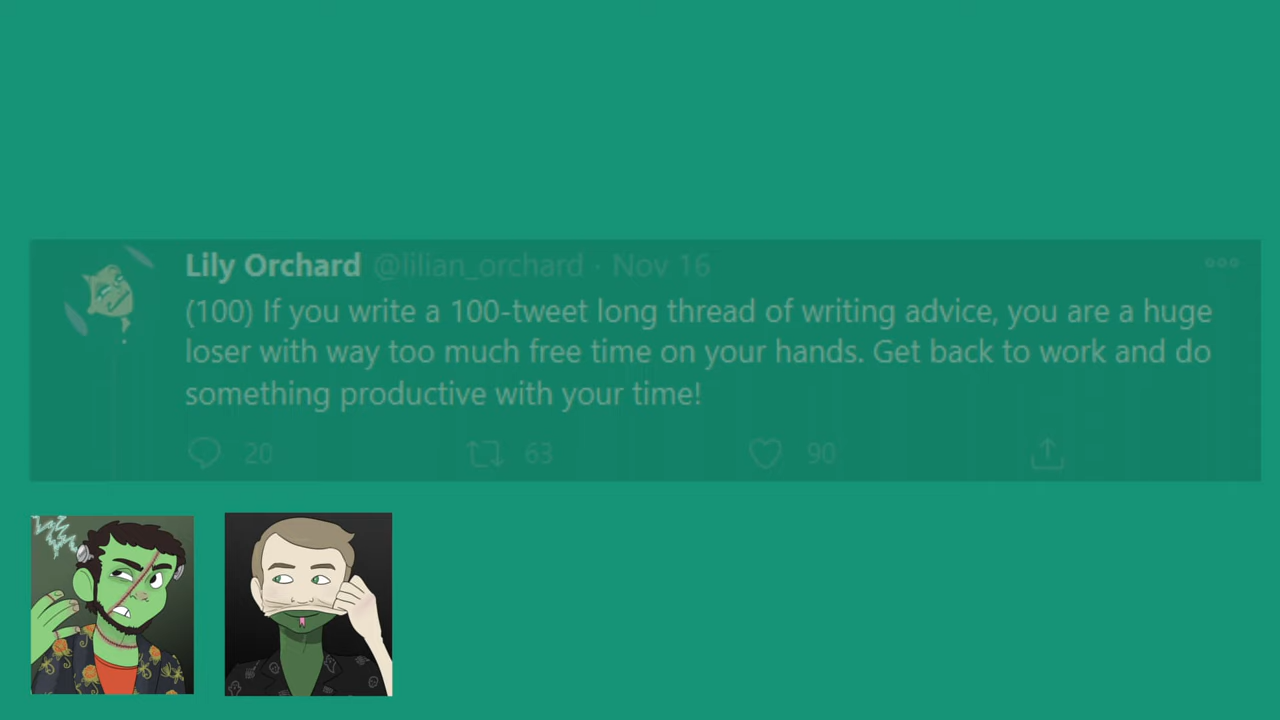 Lily Orchard @lilian_orchard · Nov 16
(100) If you write a 100-tweet long thread of writing advice, you are a huge
loser with way too much free time on your hands. Get back to work and do
something productive with your time!
20 63 90